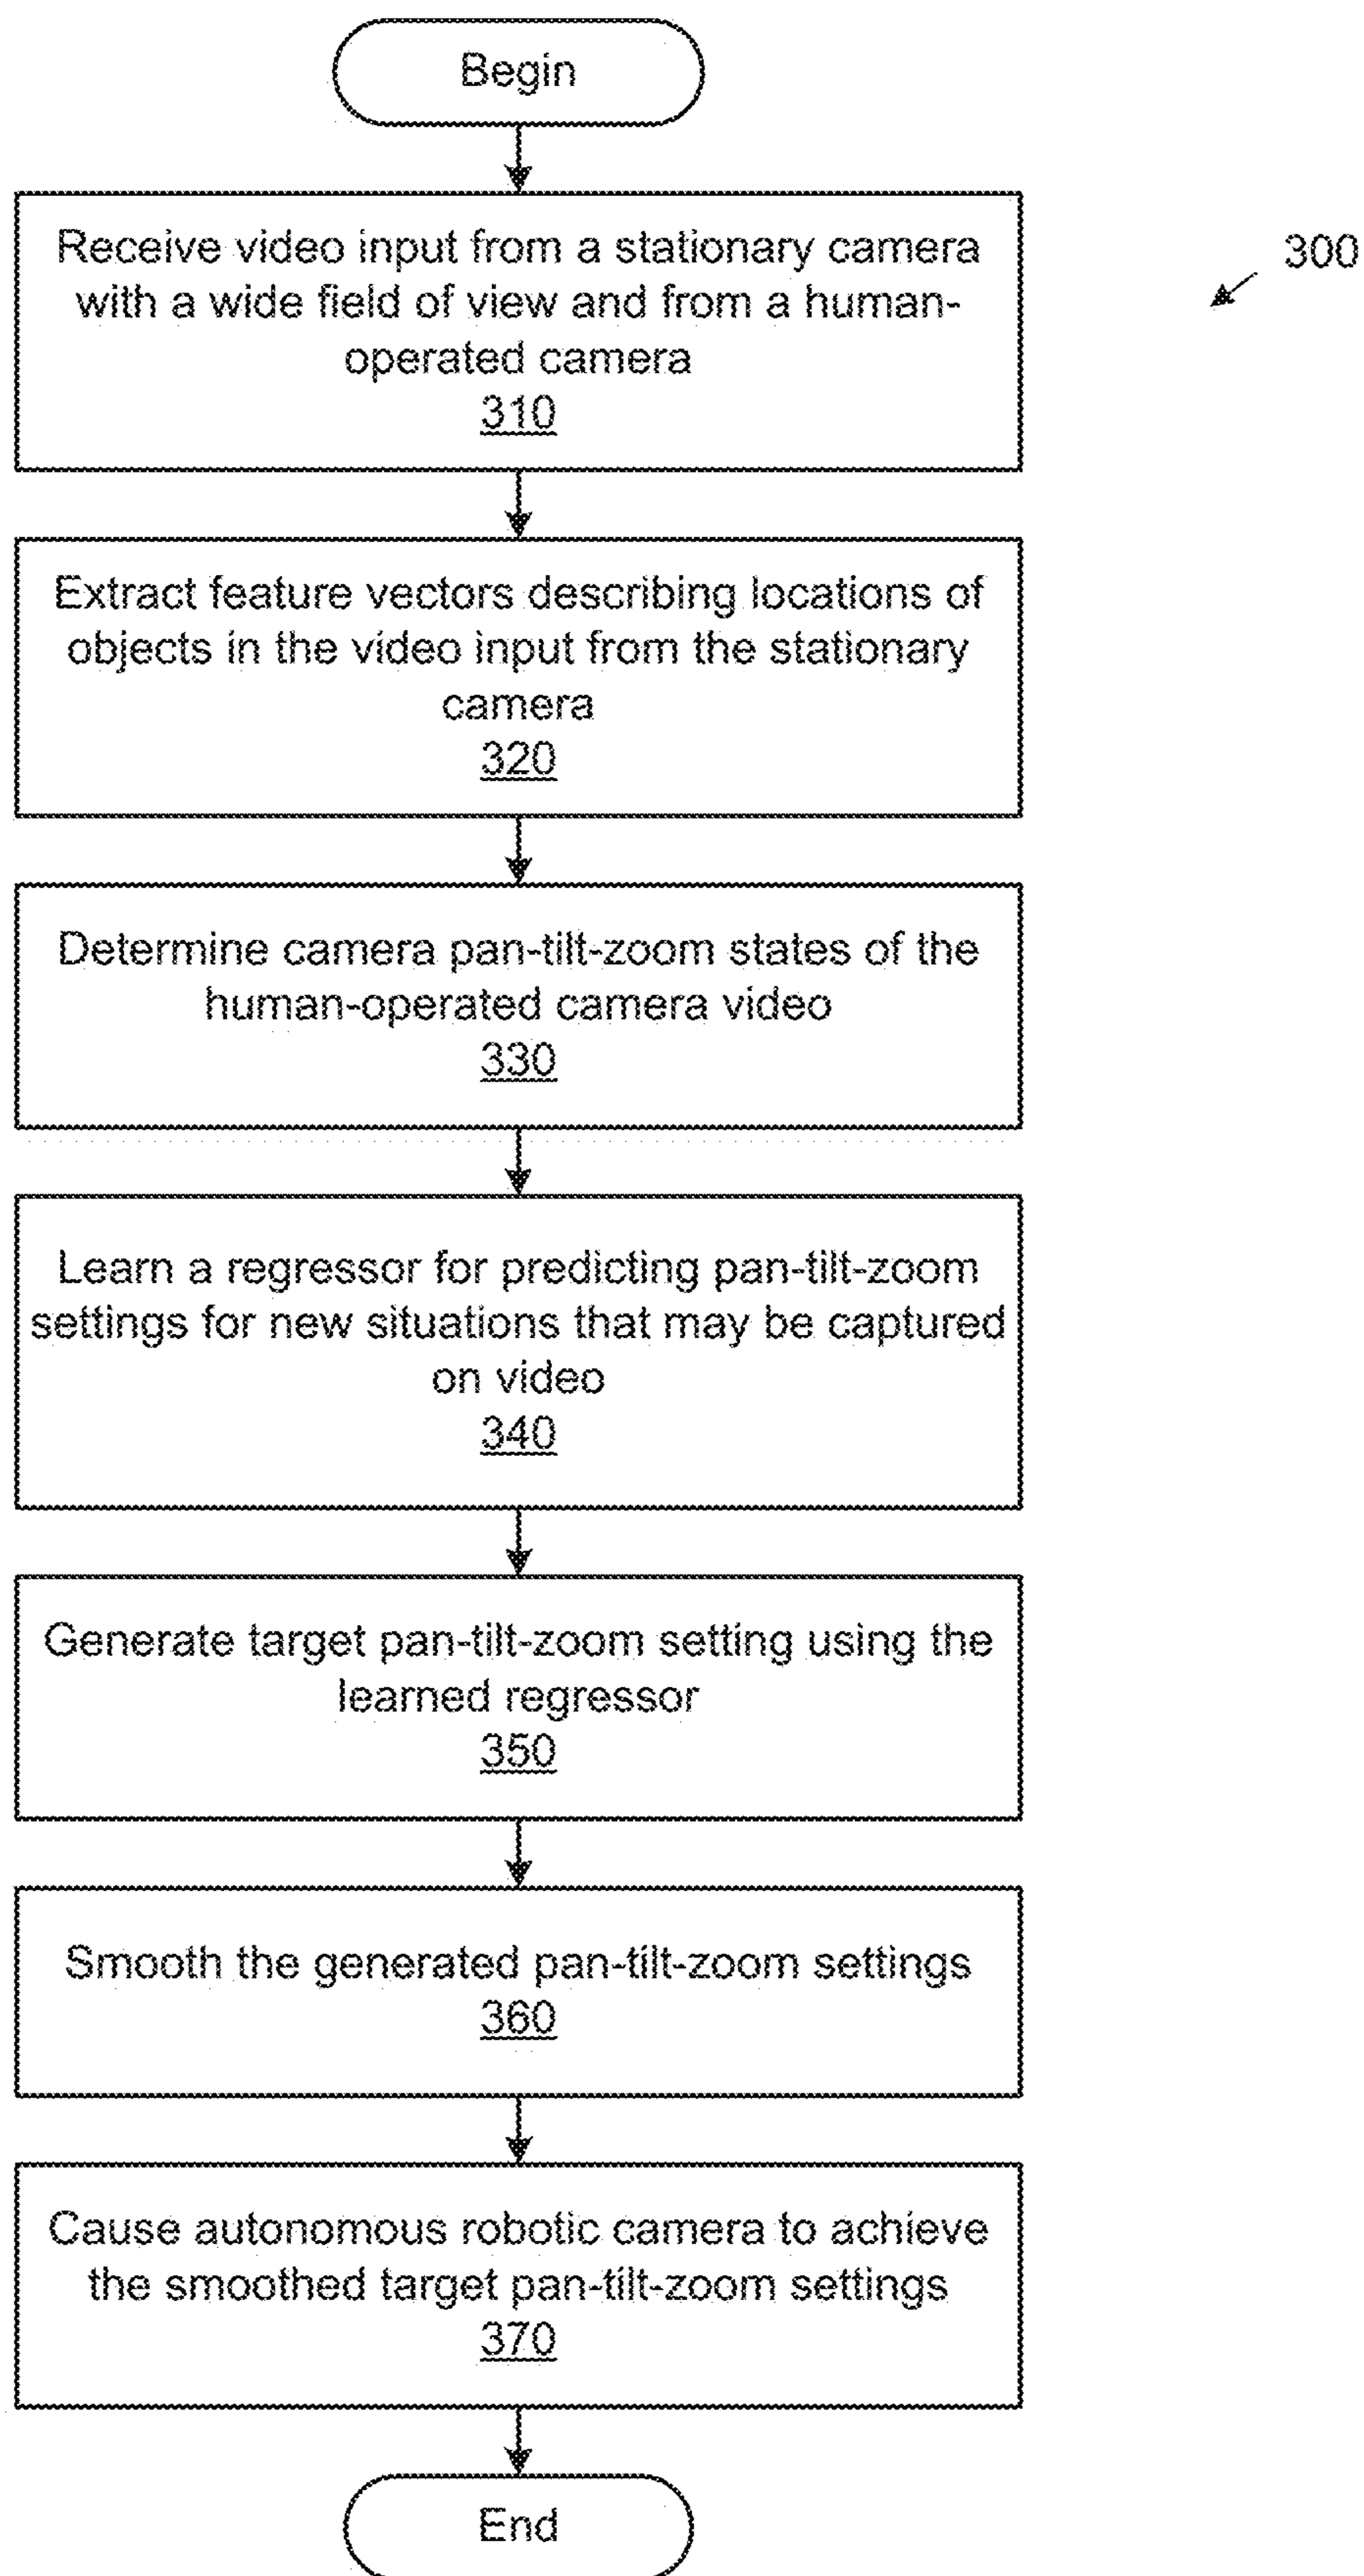 Begin
Receive video input from a stationary camera
with a wide field of view and from a human-
operated camera
310
300
Extract feature vectors describing locations of
objects in the video input from the stationary
camera
320
Determine camera pan-tilt-zoom states of the
human-operated camera video
330
Learn a regressor for predicting pan-tilt-zoom
settings for new situations that may be captured
on video
340
Generate target pan-tilt-zoom setting using the
learned regressor
350
Smooth the generated pan-tilt-zoom settings
360
Cause autonomous robotic camera to achieve
the smoothed target pan-tilt-zoom settings
370
End